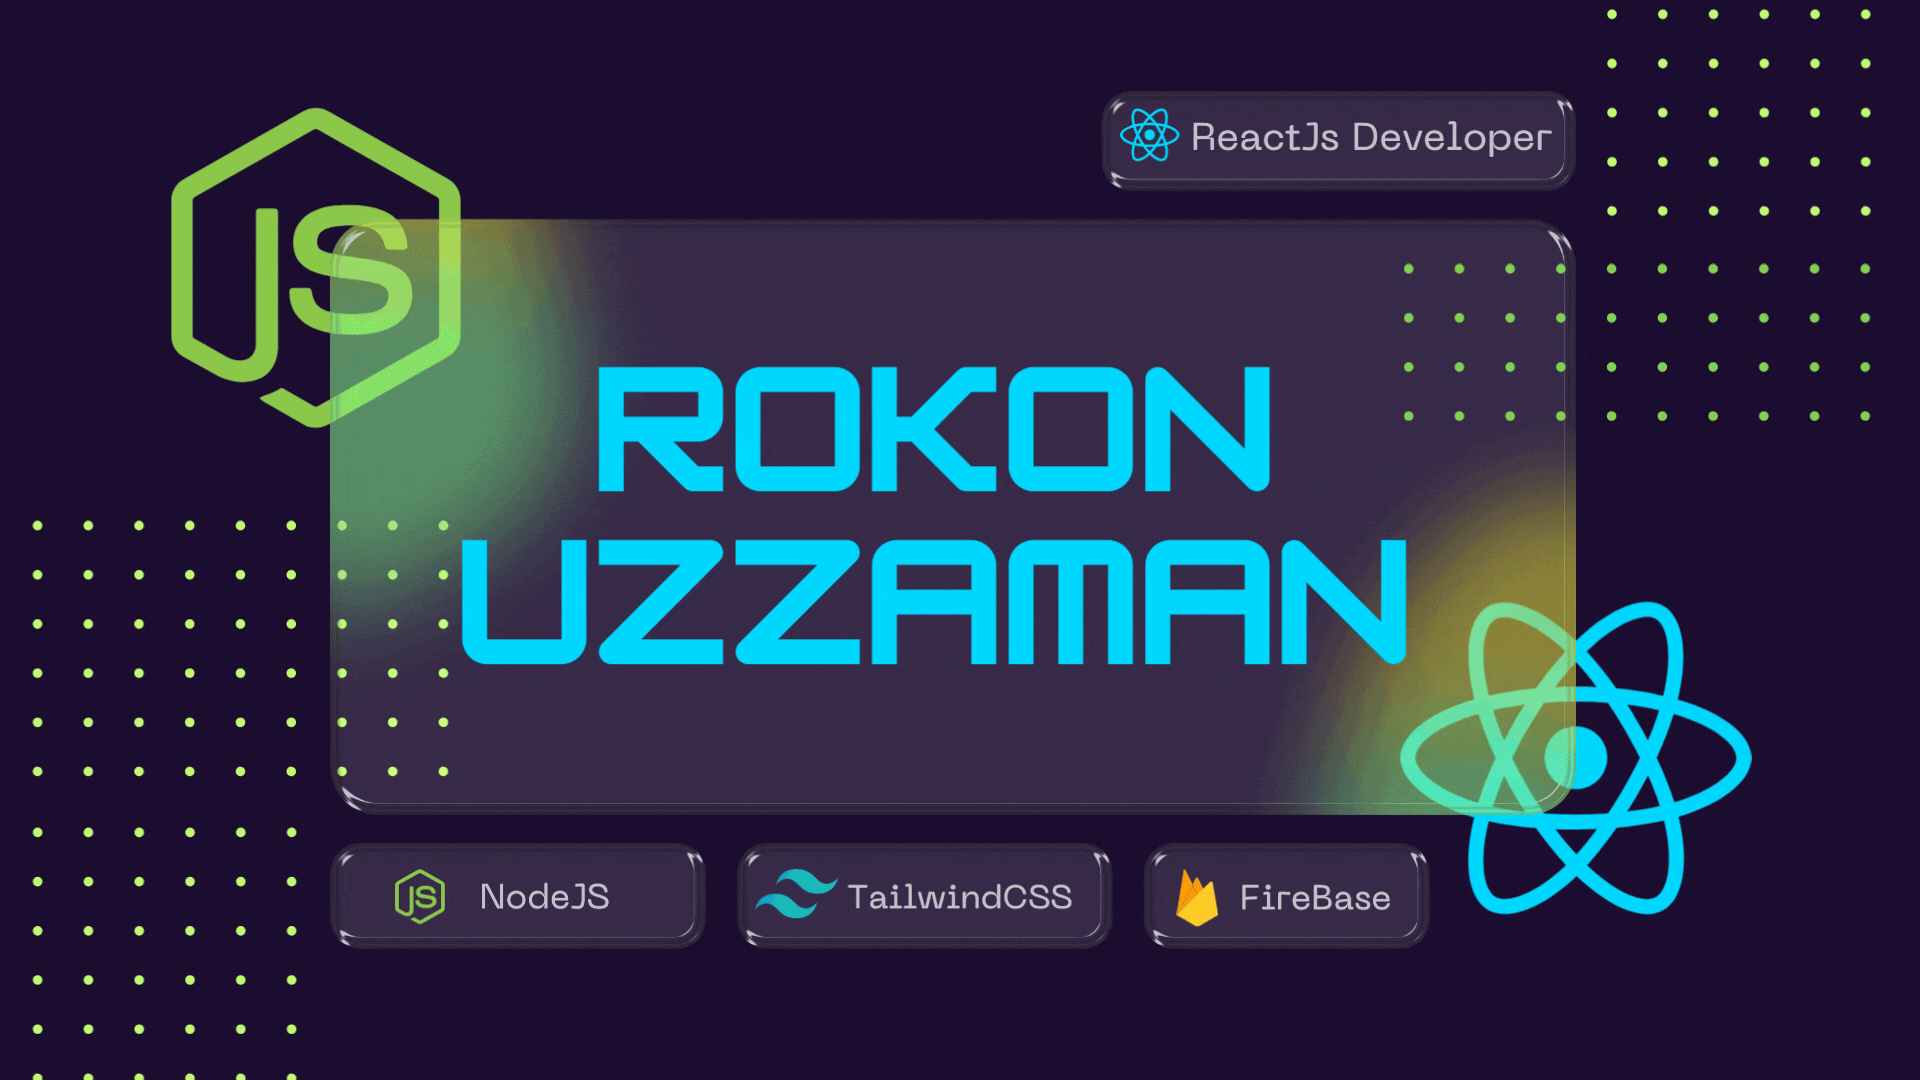 JS
ReactJs Developer
ROKON
UZZAMAN
JS NodeJS
TailwindCSS
FireBase